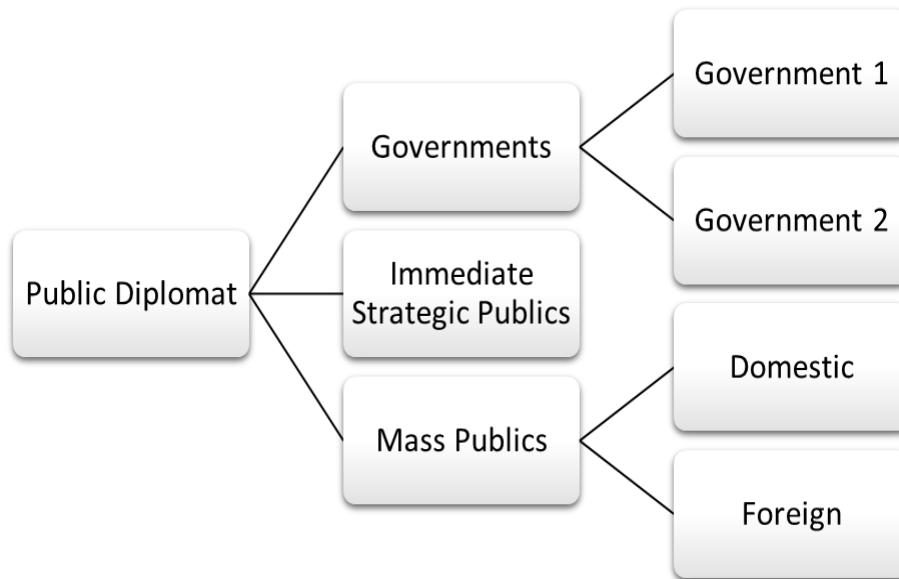 Public Diplomat
Governments
Immediate
Strategic Publics
Mass Publics
Government 1
Government 2
Domestic
Foreign